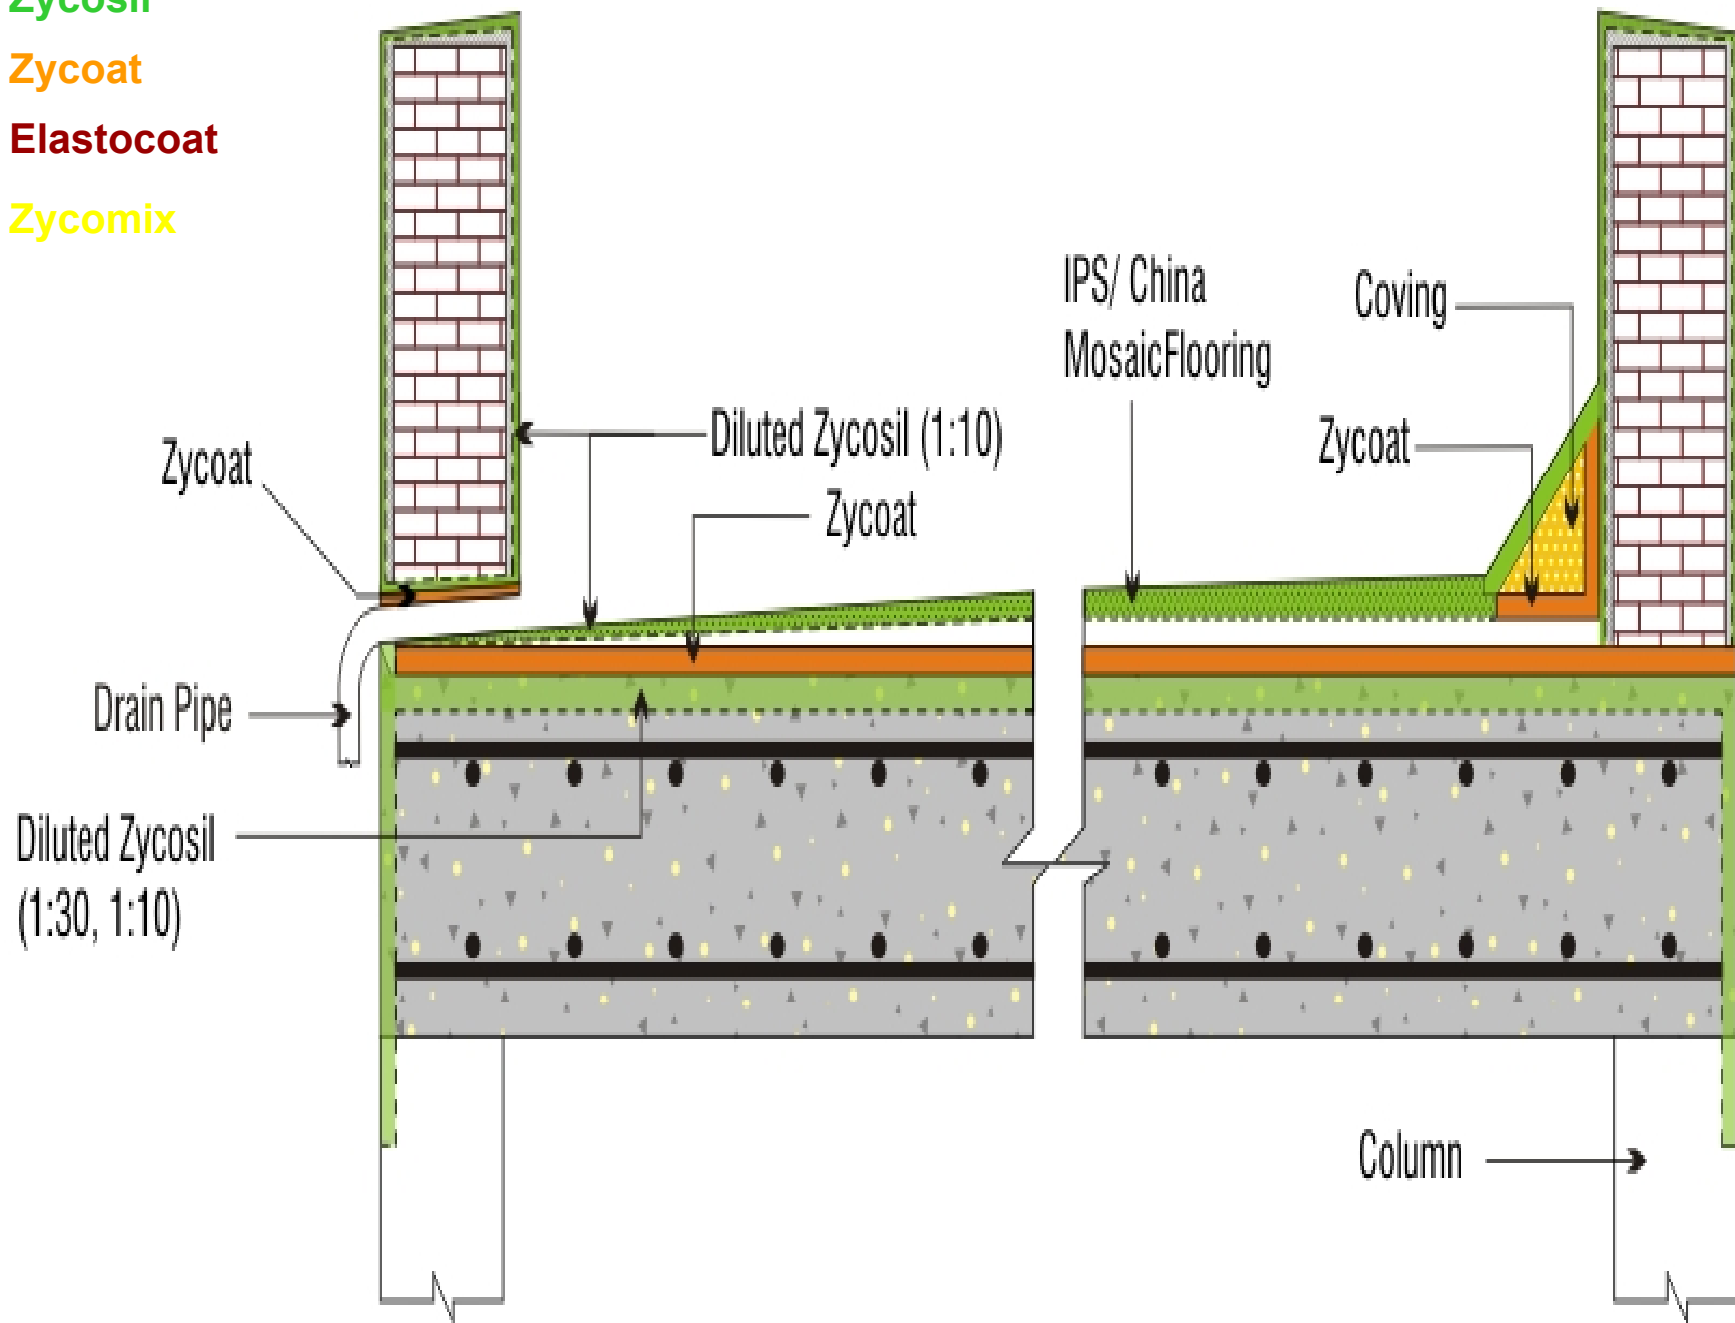 Zycosil
Zycoat
Elastocoat
Zycomix
IPS/ China
MosaicFlooring
Coving
Diluted Zycosil (1:10)
Zycoat
Zycoat
Zycoat
Drain Pipe
Diluted Zycosil
(1:30, 1:10)
Column